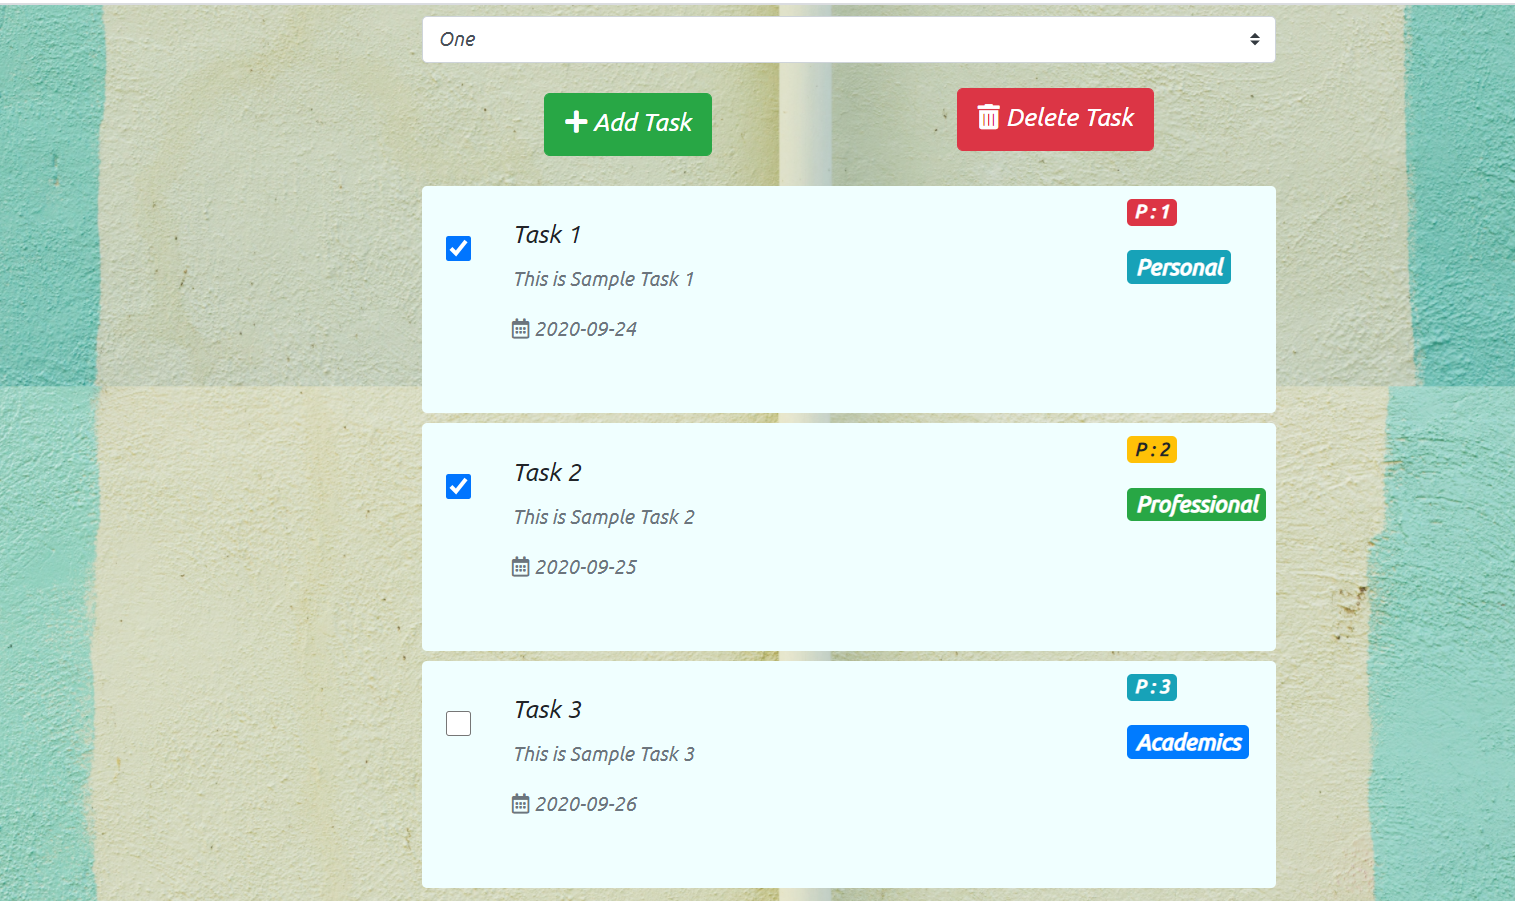 One
Add Task
Delete Task
Task 1
P : 1
This is Sample Task 1
Personal
2020-09-24
Task 2
P : 2
This is Sample Task 2
Professional
2020-09-25
Task 3
P : 3
This is Sample Task 3
Academics
2020-09-26